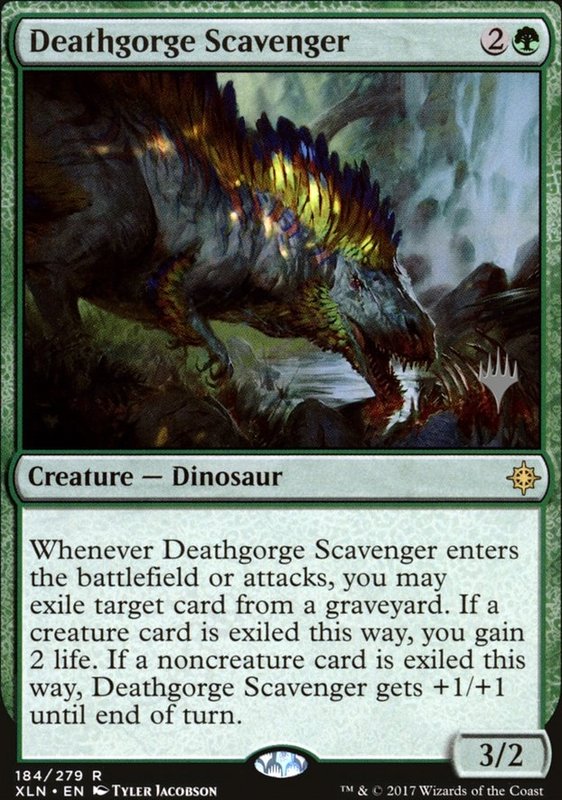 Deathgorge Scavenger 2
Creature — Dinosaur
Whenever Deathgorge Scavenger enters
the battlefield or attacks, you may
exile target card from a graveyard. If a
creature card is exiled this way, you gain
2 life. If a noncreature card is exiled this
way, Deathgorge Scavenger gets +1/+1
until end of turn.
3/2
184/279 R
XLN • EN Tyler Jacobson
™ & © 2017 Wizards of the Coast